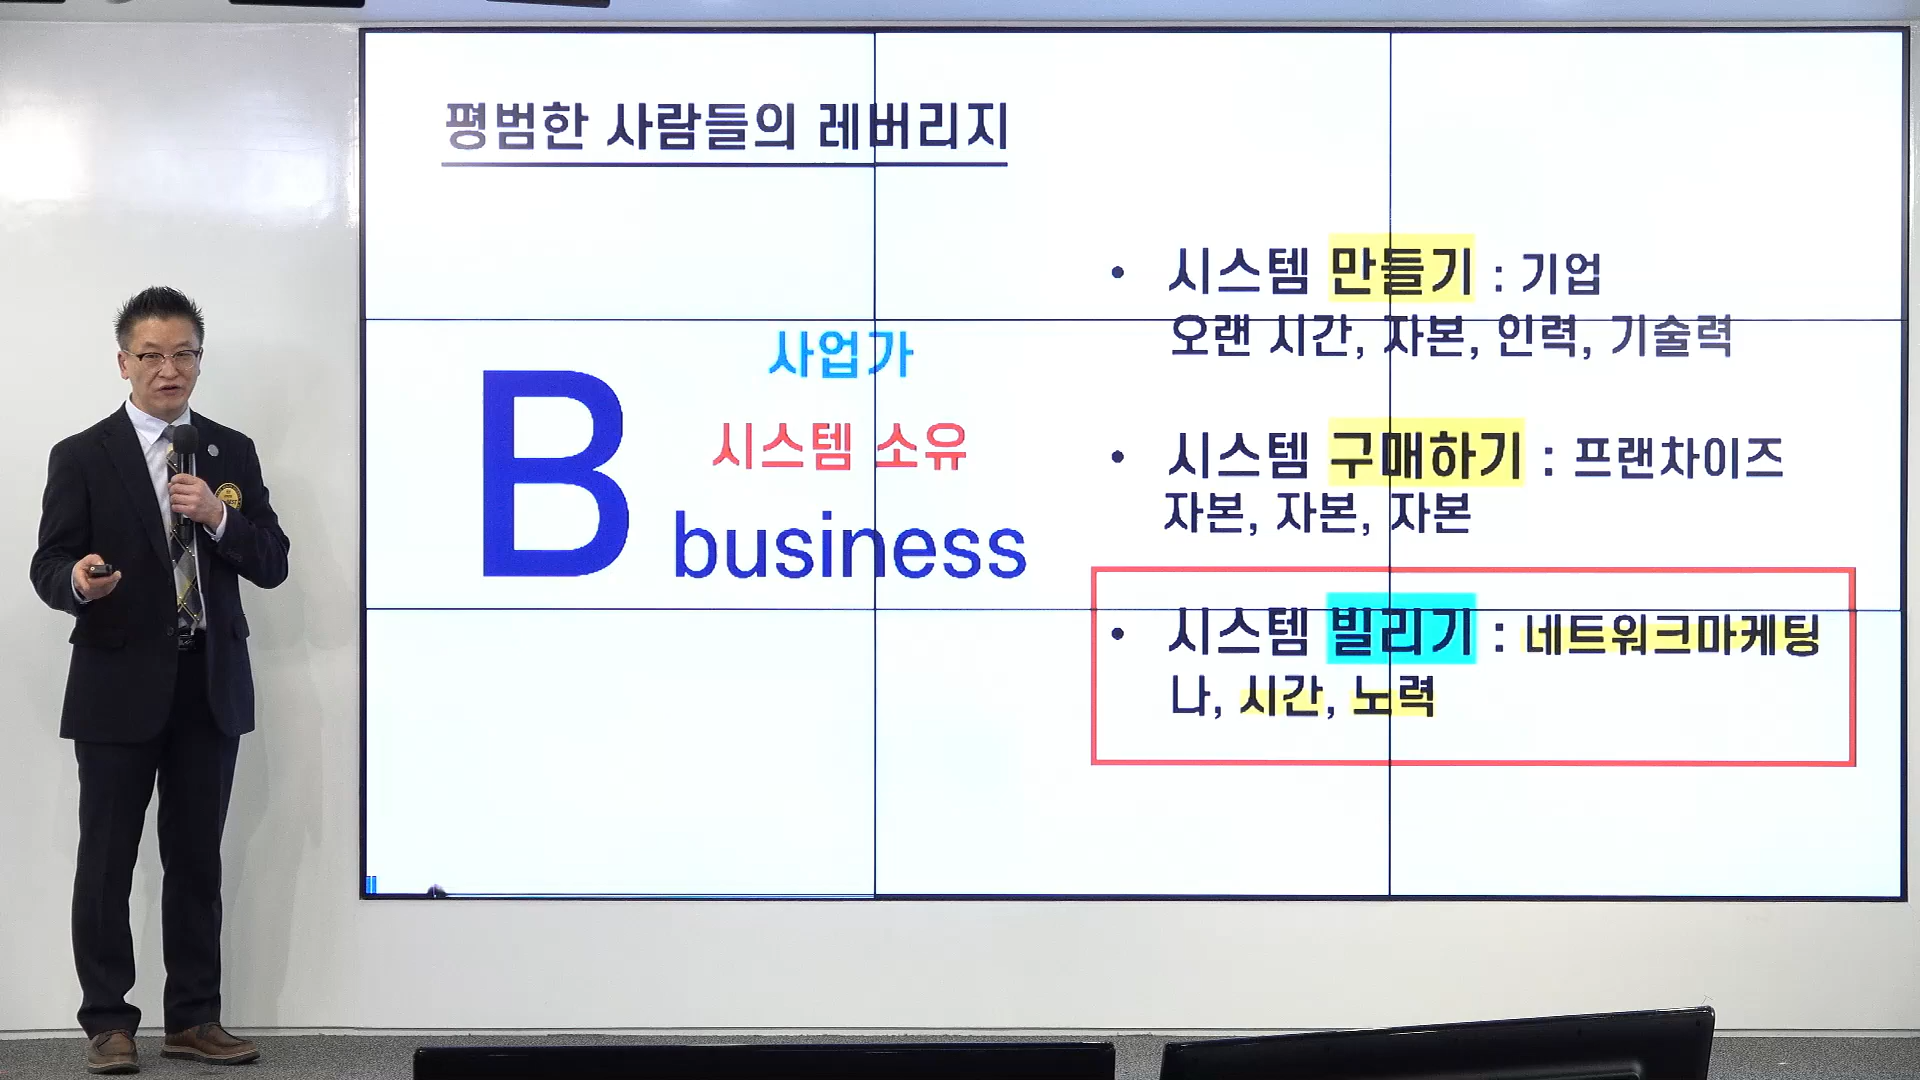 평범한 사람들의 레버리지
사업가
시스템 소유
B business
• 시스템 만들기 : 기업
오랜 시간, 자본, 인력, 기술력
• 시스템 구매하기 : 프랜차이즈
자본, 자본, 자본
• 시스템 빌리기 : 네트워크마케팅
나, 시간, 노력